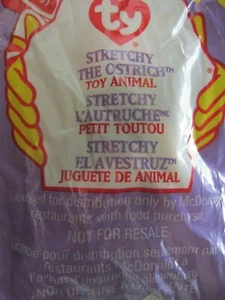 ty
STRETCHY
THE OSTRICH™
TOY ANIMAL
STRETCHY
L'AUTRUCHE™
PETIT TOUTOU
STRETCHY
EL AVESTRUZ™
JUGUETE DE ANIMAL
Licensed for distribution only by McDonald
restaurants with food purchase.
NOT FOR RESALE
pour distribution seulement par
restaurants McDonald